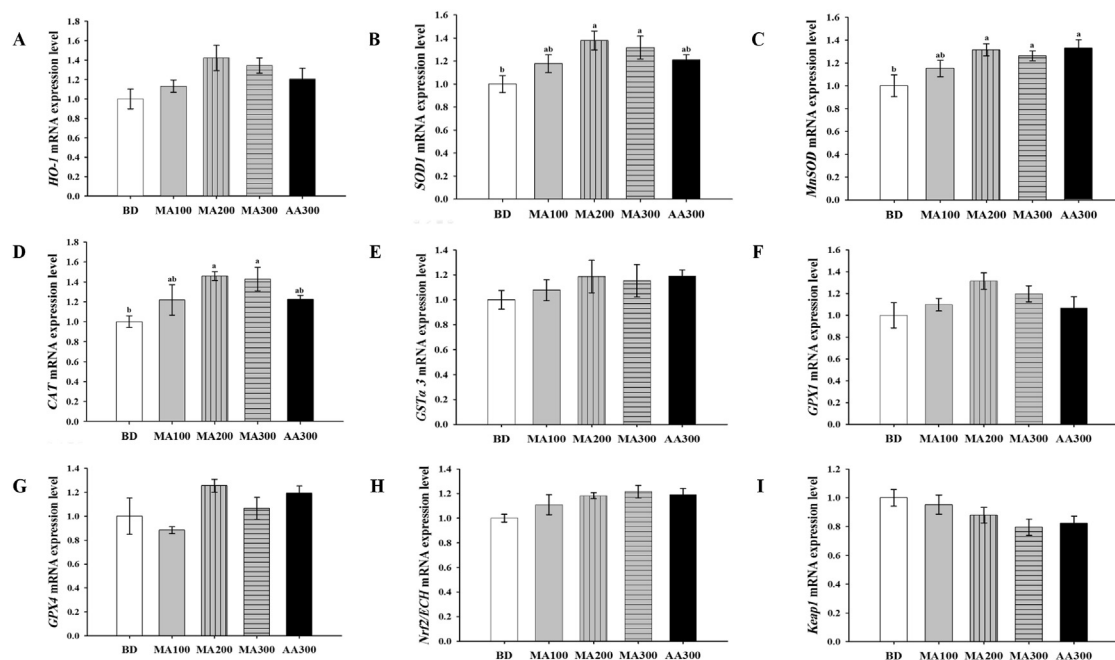 A
HO-1 mRNA expression level
1.8
1.6
1.4
1.2
1.0
0.8
0.6
0.4
0.2
0.0
BD MA100 MA200 MA300 AA300
B
SOD1 mRNA expression level
1.6
1.4
1.2
1.0
0.8
0.6
0.4
0.2
0.0
b ab a a ab
BD MA100 MA200 MA300 AA300
C
MnSOD mRNA expression level
1.6
1.4
1.2
1.0
0.8
0.6
0.4
0.2
0.0
b ab a a a
BD MA100 MA200 MA300 AA300
D
CAT mRNA expression level
1.8
1.6
1.4
1.2
1.0
0.8
0.6
0.4
0.2
0.0
b ab a a ab
BD MA100 MA200 MA300 AA300
E
GSTα 3 mRNA expression level
1.6
1.4
1.2
1.0
0.8
0.6
0.4
0.2
0.0
BD MA100 MA200 MA300 AA300
F
GPX1 mRNA expression level
1.6
1.4
1.2
1.0
0.8
0.6
0.4
0.2
0.0
BD MA100 MA200 MA300 AA300
G
GPX4 mRNA expression level
1.4
1.2
1.0
0.8
0.6
0.4
0.2
0.0
BD MA100 MA200 MA300 AA300
H
Nrf2/ECH mRNA expression level
1.4
1.2
1.0
0.8
0.6
0.4
0.2
0.0
BD MA100 MA200 MA300 AA300
I
Keap1 mRNA expression level
1.2
1.0
0.8
0.6
0.4
0.2
0.0
BD MA100 MA200 MA300 AA300